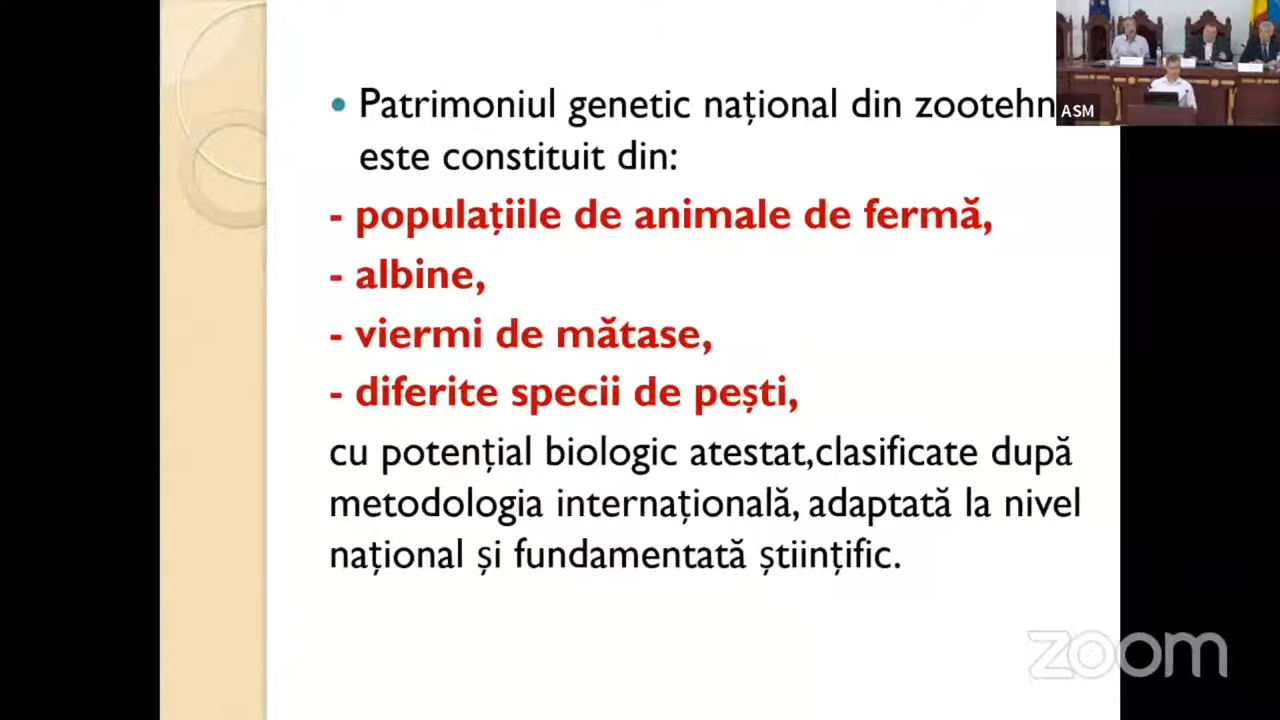 • Patrimoniul genetic național din zootehn
este constituit din:
- populațiile de animale de fermă,
- albine,
- viermi de mătase,
- diferite specii de pești,
cu potențial biologic atestat,clasificate după
metodologia internațională, adaptată la nivel
național și fundamentată științific.
ASM
zoom